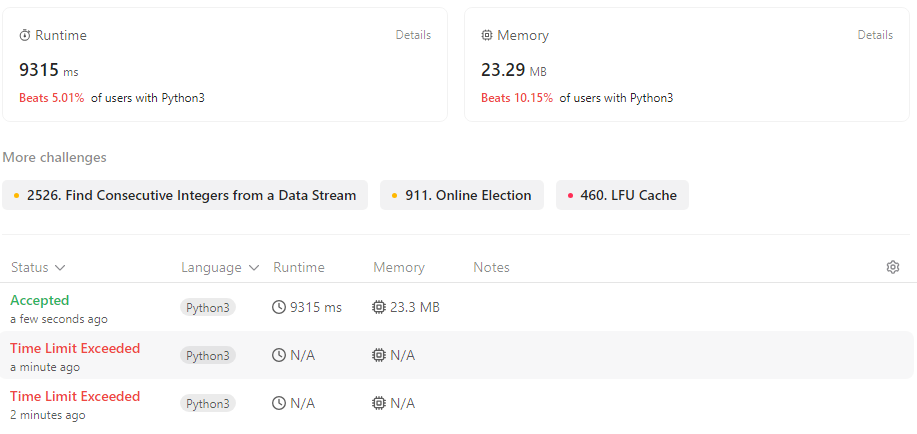 Runtime Details Memory Details
9315 ms 23.29 MB
Beats 5.01% of users with Python3 Beats 10.15% of users with Python3
More challenges
2526. Find Consecutive Integers from a Data Stream 911. Online Election 460. LFU Cache
Status Language Runtime Memory Notes
Accepted
Python3 9315 ms 23.3 MB
a few seconds ago
Time Limit Exceeded
Python3 N/A N/A
a minute ago
Time Limit Exceeded
Python3 N/A N/A
2 minutes ago